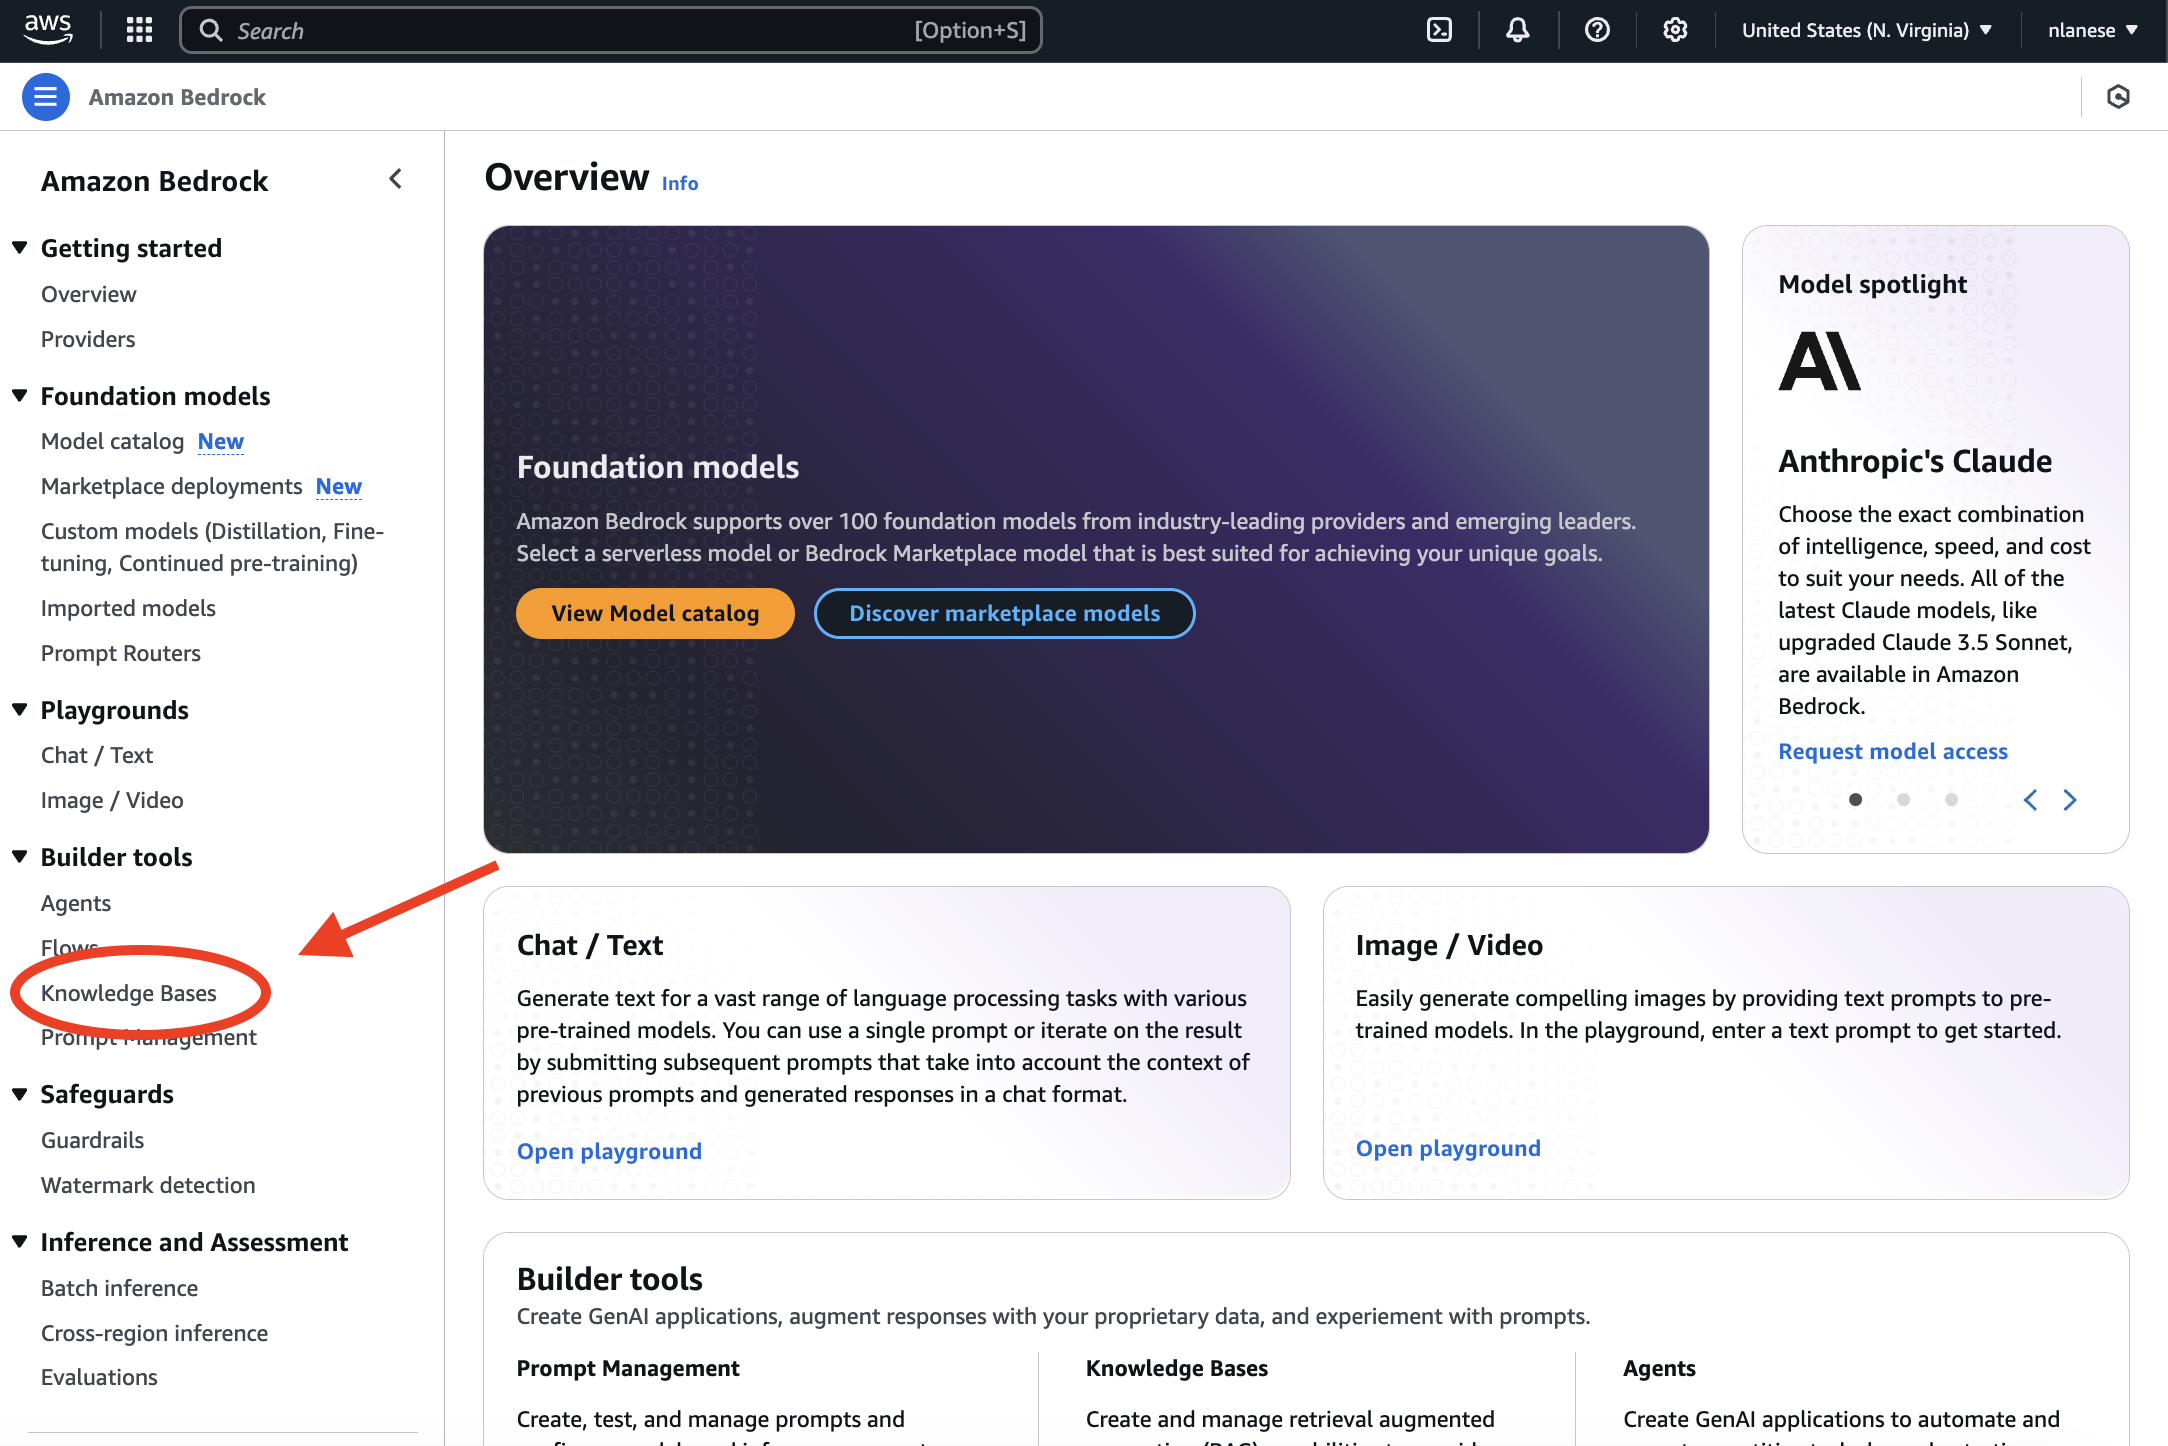 aws
Search
[Option+S]
United States (N. Virginia)
nlanese
Amazon Bedrock
Amazon Bedrock
Getting started
Overview
Providers
Foundation models
Model catalog New
Marketplace deployments New
Custom models (Distillation, Fine-
tuning, Continued pre-training)
Imported models
Prompt Routers
Playgrounds
Chat / Text
Image / Video
Builder tools
Agents
Flows
Knowledge Bases
Prompt Management
Safeguards
Guardrails
Watermark detection
Inference and Assessment
Batch inference
Cross-region inference
Evaluations
Overview Info
Foundation models
Amazon Bedrock supports over 100 foundation models from industry-leading providers and emerging leaders.
Select a serverless model or Bedrock Marketplace model that is best suited for achieving your unique goals.
View Model catalog
Discover marketplace models
Model spotlight
Anthropic's Claude
Choose the exact combination
of intelligence, speed, and cost
to suit your needs. All of the
latest Claude models, like
upgraded Claude 3.5 Sonnet,
are available in Amazon
Bedrock.
Request model access
Chat / Text
Generate text for a vast range of language processing tasks with various
pre-trained models. You can use a single prompt or iterate on the result
by submitting subsequent prompts that take into account the context of
previous prompts and generated responses in a chat format.
Open playground
Image / Video
Easily generate compelling images by providing text prompts to pre-
trained models. In the playground, enter a text prompt to get started.
Open playground
Builder tools
Create GenAI applications, augment responses with your proprietary data, and experiement with prompts.
Prompt Management
Create, test, and manage prompts and
Knowledge Bases
Create and manage retrieval augmented
Agents
Create GenAI applications to automate and